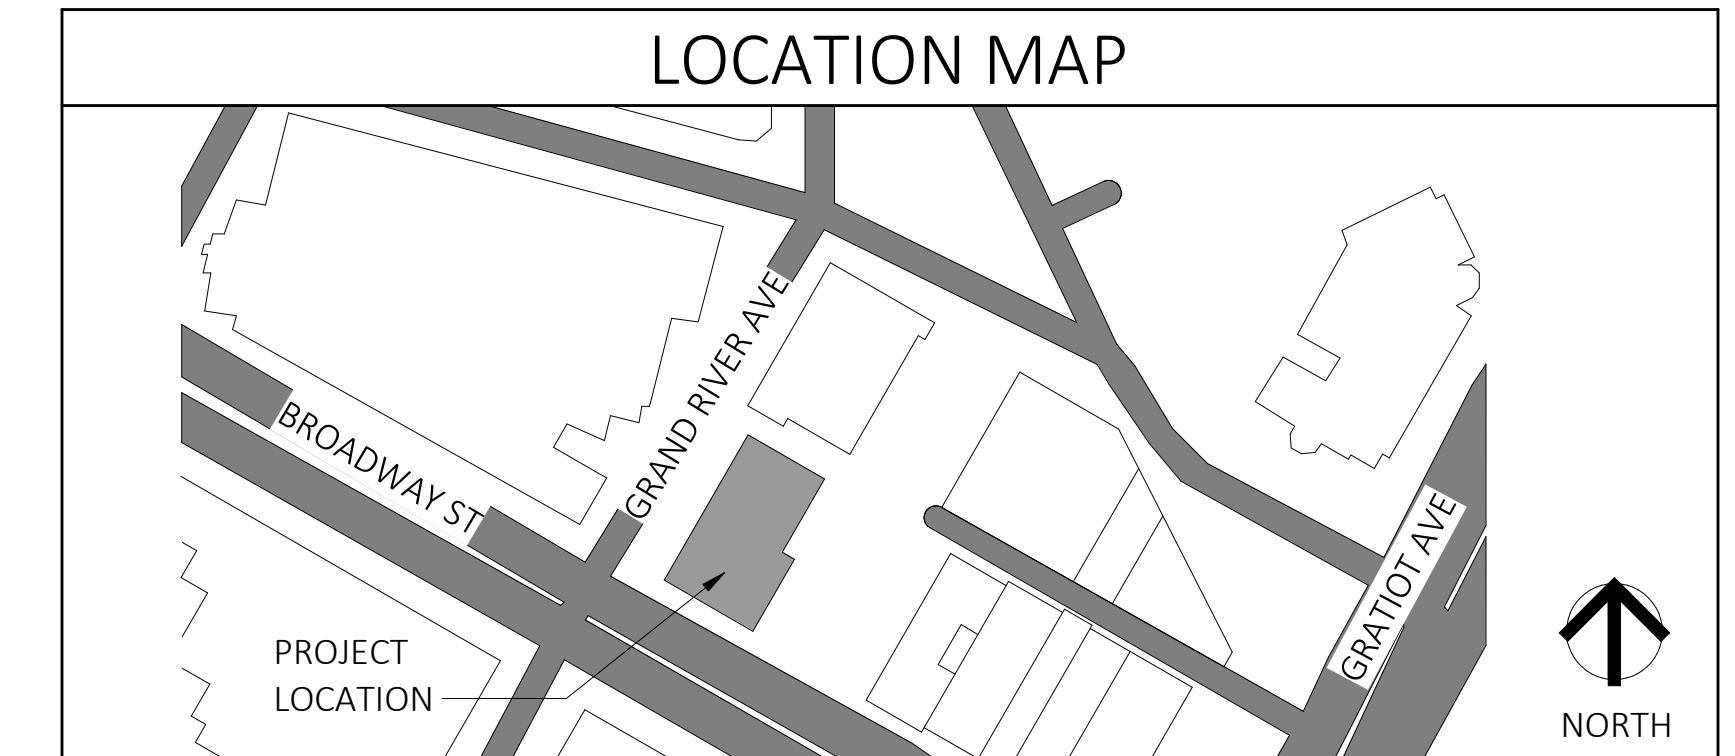 LOCATION MAP
GRAND RIVER AVE
BROADWAY ST
GRATIOT AVE
PROJECT
LOCATION
NORTH